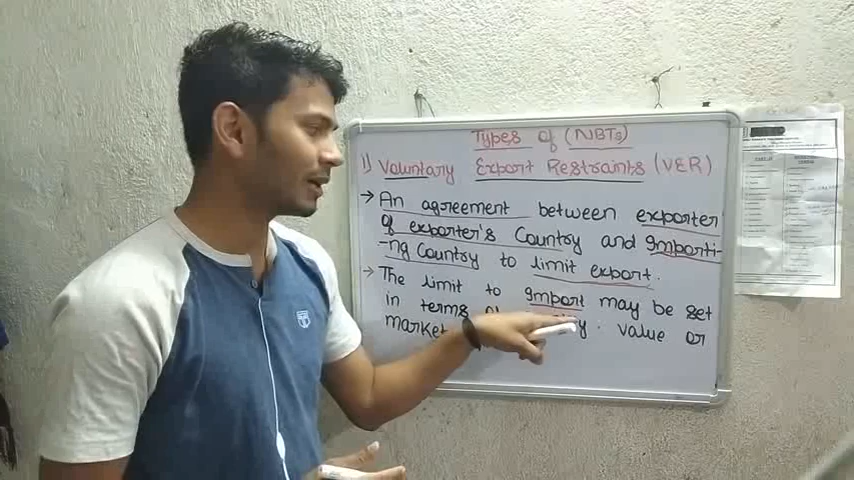 Types of (NBTs)
1) Voluntary Export Restraints (VER)
→ An agreement between exporter
of exporter's Country and Importi-
-ng Country to limit export.
→ The limit to Import may be set
in terms
market value or